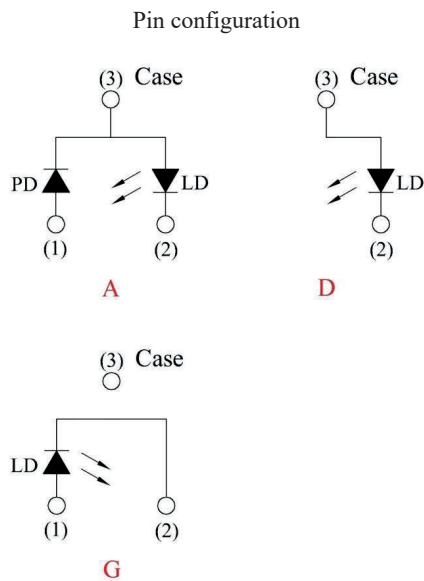 Pin configuration
(3) Case
(3) Case
PD
LD
LD
(1)
(2)
(2)
A
D
(3) Case
LD
(1)
(2)
G